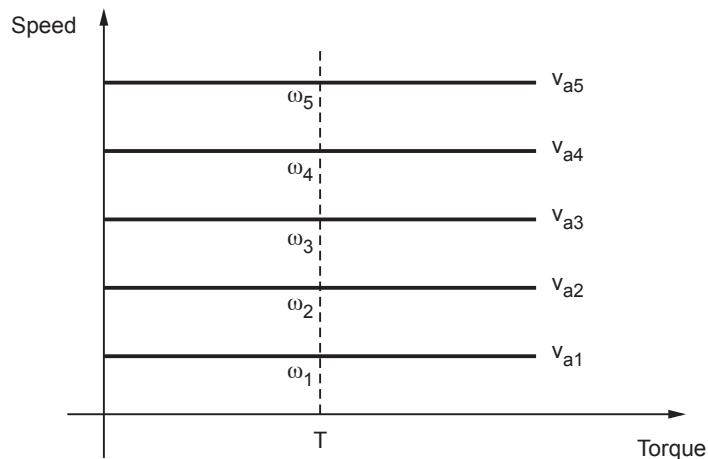 Speed
v_a5
ω_5
v_a4
ω_4
v_a3
ω_3
v_a2
ω_2
v_a1
ω_1
T
Torque